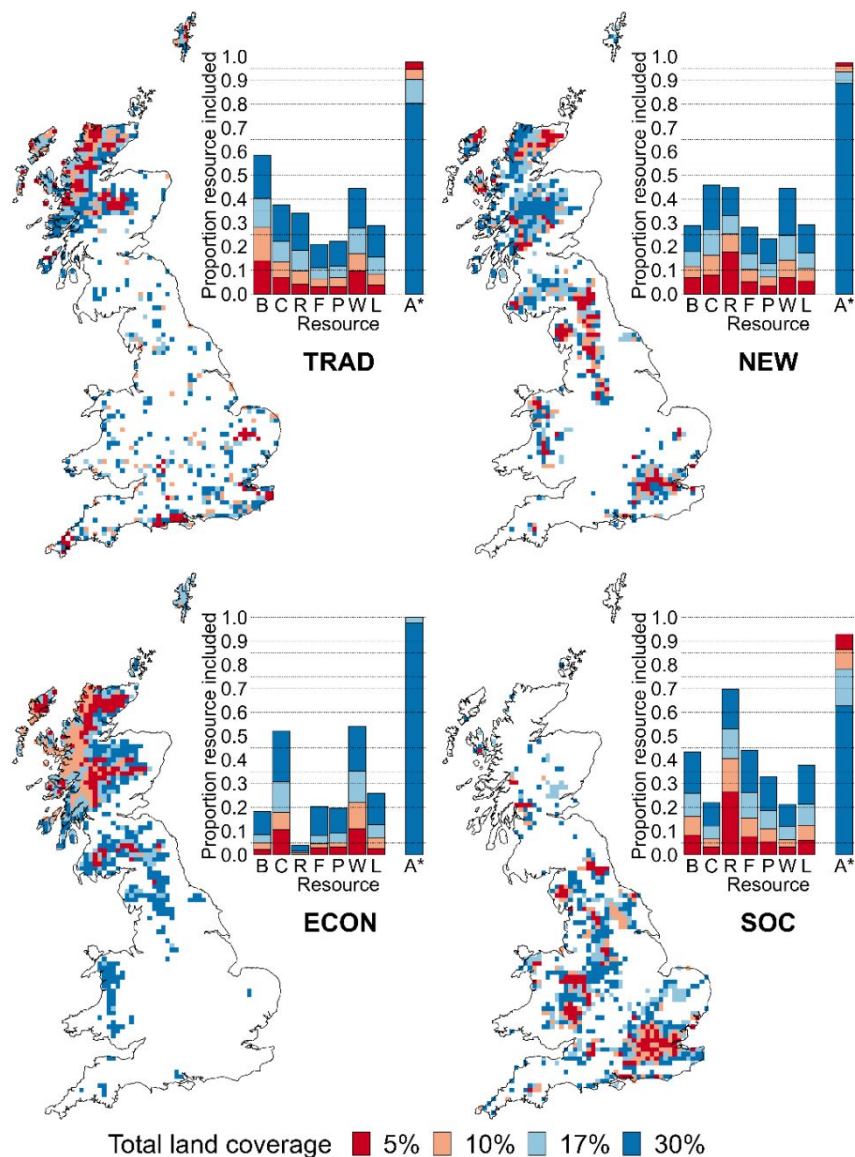 1.0
0.9
0.8
0.7
0.6
0.5
0.4
0.3
0.2
0.1
0.0
Proportion resource included
B C R F P W L A*
Resource
TRAD
1.0
0.9
0.8
0.7
0.6
0.5
0.4
0.3
0.2
0.1
0.0
Proportion resource included
B C R F P W L A*
Resource
NEW
1.0
0.9
0.8
0.7
0.6
0.5
0.4
0.3
0.2
0.1
0.0
Proportion resource included
B C R F P W L A*
Resource
ECON
1.0
0.9
0.8
0.7
0.6
0.5
0.4
0.3
0.2
0.1
0.0
Proportion resource included
B C R F P W L A*
Resource
SOC
Total land coverage 5% 10% 17% 30%